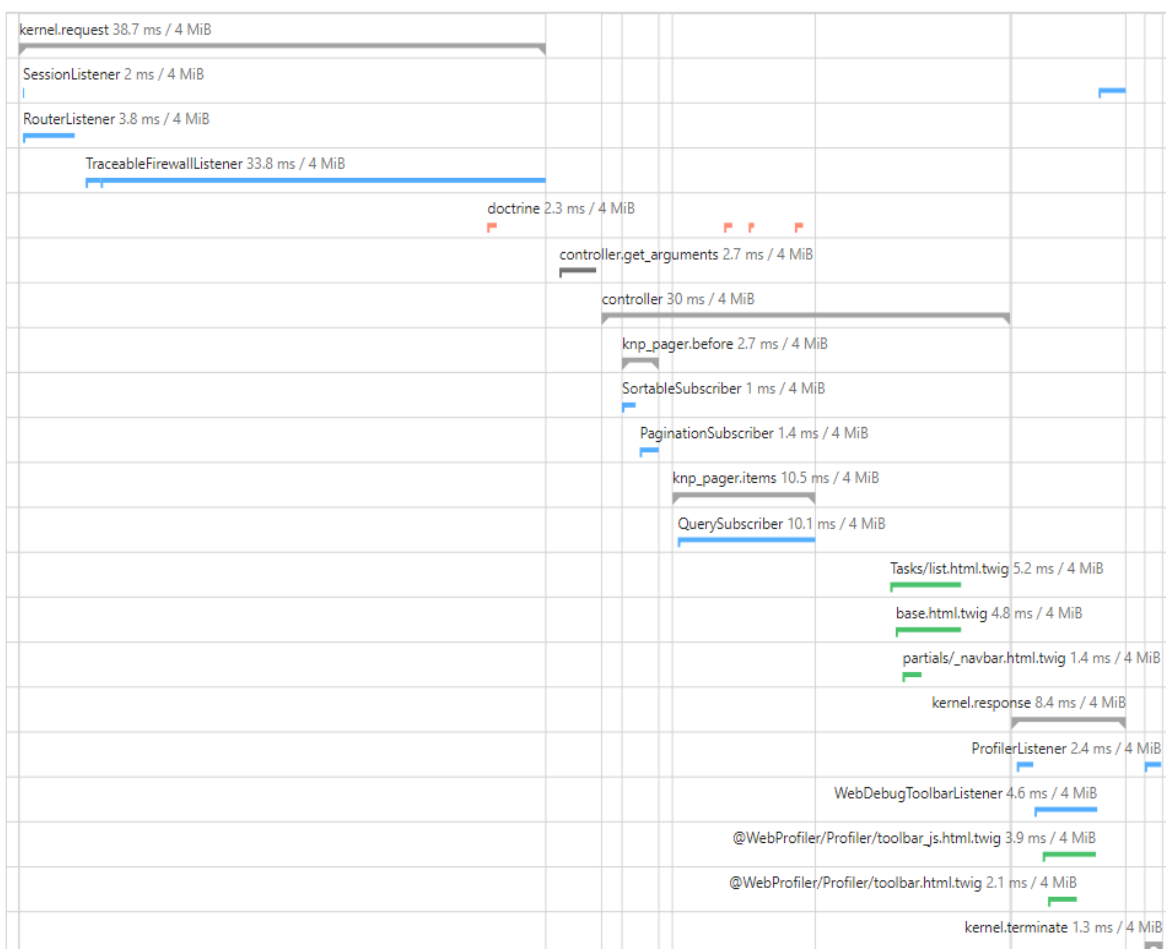 kernel.request 38.7 ms / 4 MiB
SessionListener 2 ms / 4 MiB
RouterListener 3.8 ms / 4 MiB
TraceableFirewallListener 33.8 ms / 4 MiB
doctrine 2.3 ms / 4 MiB
controller.get_arguments 2.7 ms / 4 MiB
controller 30 ms / 4 MiB
knp_pager.before 2.7 ms / 4 MiB
SortableSubscriber 1 ms / 4 MiB
PaginationSubscriber 1.4 ms / 4 MiB
knp_pager.items 10.5 ms / 4 MiB
QuerySubscriber 10.1 ms / 4 MiB
Tasks/list.html.twig 5.2 ms / 4 MiB
base.html.twig 4.8 ms / 4 MiB
partials/_navbar.html.twig 1.4 ms / 4 MiB
kernel.response 8.4 ms / 4 MiB
ProfilerListener 2.4 ms / 4 MiB
WebDebugToolbarListener 4.6 ms / 4 MiB
@WebProfiler/Profiler/toolbar_js.html.twig 3.9 ms / 4 MiB
@WebProfiler/Profiler/toolbar.html.twig 2.1 ms / 4 MiB
kernel.terminate 1.3 ms / 4 MiB